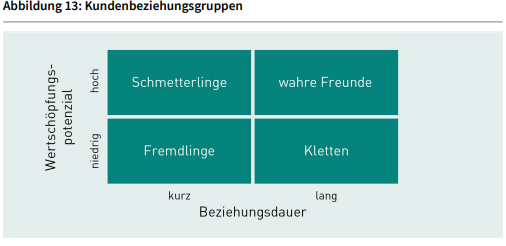 Abbildung 13: Kundenbeziehungsgruppen
Wertschöpfungs-
potenzial
hoch
Schmetterlinge
wahre Freunde
niedrig
Fremdlinge
Kletten
kurz
lang
Beziehungsdauer